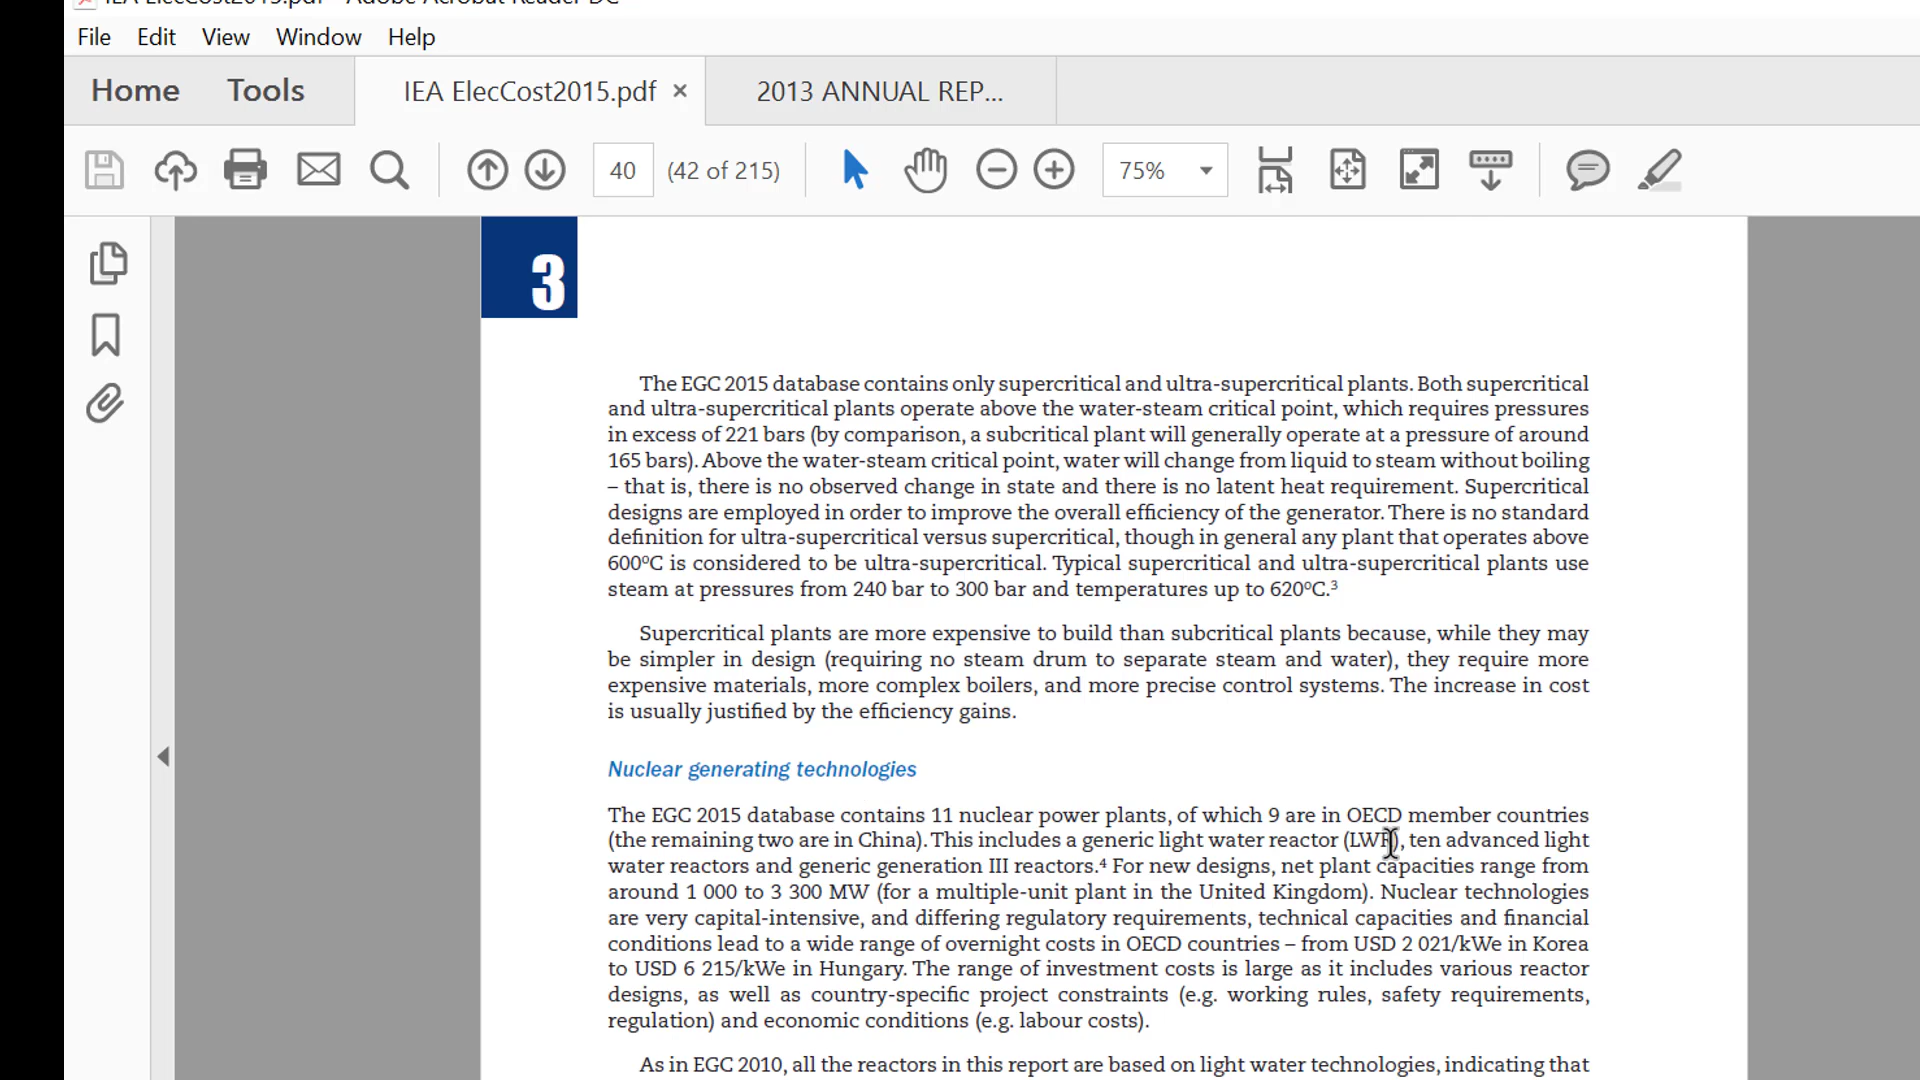 IEA ElecCost2015.pdf - Adobe Acrobat Reader DC
File Edit View Window Help
Home Tools IEA ElecCost2015.pdf × 2013 ANNUAL REP...
40 (42 of 215) 75%
3
The EGC 2015 database contains only supercritical and ultra-supercritical plants. Both supercritical
and ultra-supercritical plants operate above the water-steam critical point, which requires pressures
in excess of 221 bars (by comparison, a subcritical plant will generally operate at a pressure of around
165 bars). Above the water-steam critical point, water will change from liquid to steam without boiling
– that is, there is no observed change in state and there is no latent heat requirement. Supercritical
designs are employed in order to improve the overall efficiency of the generator. There is no standard
definition for ultra-supercritical versus supercritical, though in general any plant that operates above
600ºC is considered to be ultra-supercritical. Typical supercritical and ultra-supercritical plants use
steam at pressures from 240 bar to 300 bar and temperatures up to 620ºC.³
Supercritical plants are more expensive to build than subcritical plants because, while they may
be simpler in design (requiring no steam drum to separate steam and water), they require more
expensive materials, more complex boilers, and more precise control systems. The increase in cost
is usually justified by the efficiency gains.
Nuclear generating technologies
The EGC 2015 database contains 11 nuclear power plants, of which 9 are in OECD member countries
(the remaining two are in China). This includes a generic light water reactor (LWR), ten advanced light
water reactors and generic generation III reactors.⁴ For new designs, net plant capacities range from
around 1 000 to 3 300 MW (for a multiple-unit plant in the United Kingdom). Nuclear technologies
are very capital-intensive, and differing regulatory requirements, technical capacities and financial
conditions lead to a wide range of overnight costs in OECD countries – from USD 2 021/kWe in Korea
to USD 6 215/kWe in Hungary. The range of investment costs is large as it includes various reactor
designs, as well as country-specific project constraints (e.g. working rules, safety requirements,
regulation) and economic conditions (e.g. labour costs).
As in EGC 2010, all the reactors in this report are based on light water technologies, indicating that